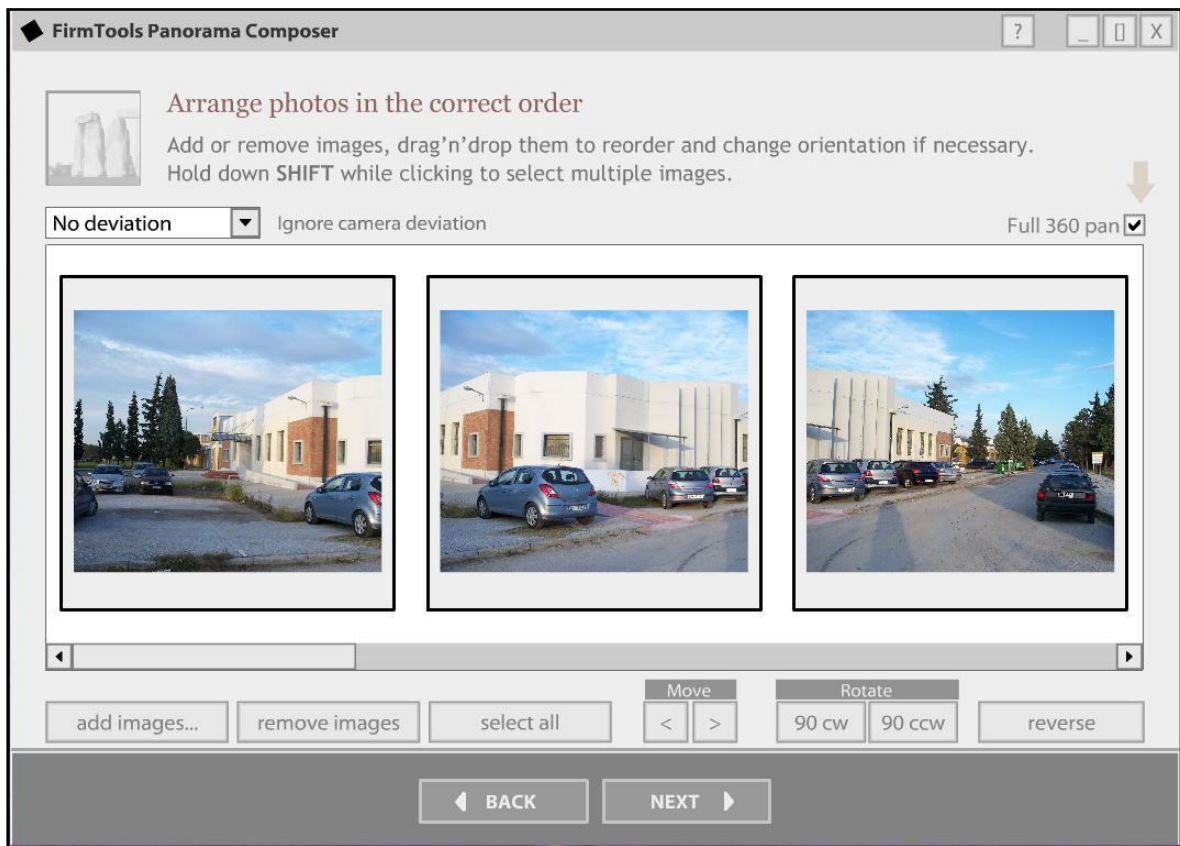 FirmTools Panorama Composer
?
_
[]
X
Arrange photos in the correct order
Add or remove images, drag'n'drop them to reorder and change orientation if necessary.
Hold down SHIFT while clicking to select multiple images.
No deviation
Ignore camera deviation
Full 360 pan
Move
Rotate
add images...
remove images
select all
<
>
90 cw
90 ccw
reverse
BACK
NEXT